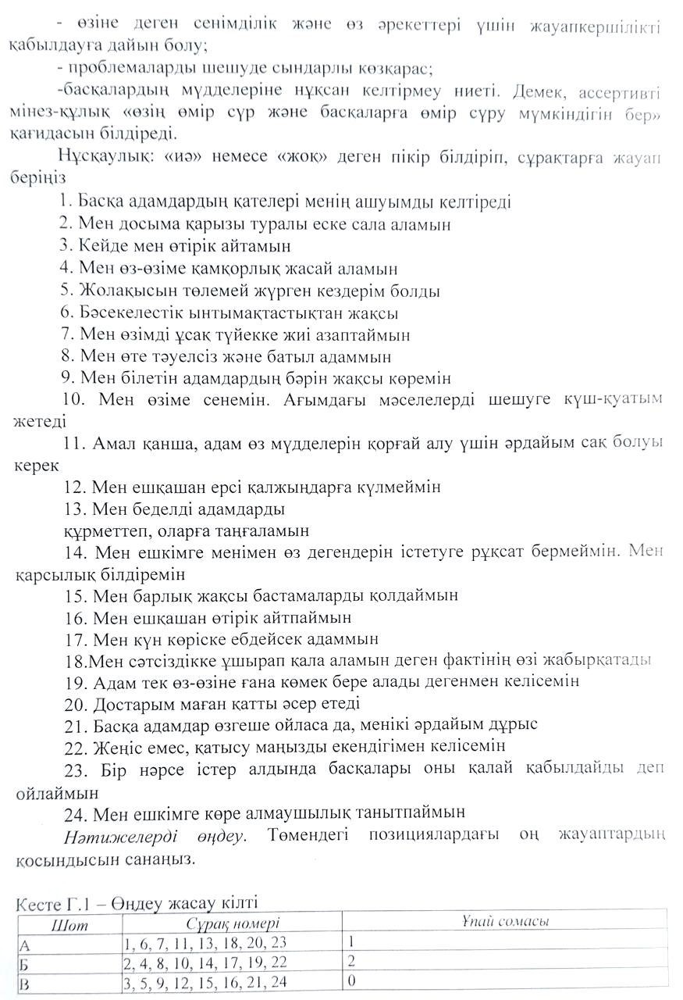 - өзіне деген сенімділік және өз әрекеттері үшін жауапкершілікті
қабылдауға дайын болу;
- проблемаларды шешуде сындарлы көзқарас;
-басқалардың мүдделеріне нұқсан келтірмеу ниеті. Демек, ассертивті
мінез-құлық «өзің өмір сүр және басқаларға өмір сүру мүмкіндігін бер»
қағидасын білдіреді.
Нұсқаулық: «иә» немесе «жоқ» деген пікір білдіріп, сұрақтарға жауап
беріңіз
1. Басқа адамдардың қателері менің ашуымды келтіреді
2. Мен досыма қарызы туралы еске сала аламын
3. Кейде мен өтірік айтамын
4. Мен өз-өзіме қамқорлық жасай аламын
5. Жолақысын төлемей жүрген кездерім болды
6. Бәсекелестік ынтымақтастықтан жақсы
7. Мен өзімді ұсақ түйекке жиі азаптаймын
8. Мен өте тәуелсіз және батыл адаммын
9. Мен білетін адамдардың бәрін жақсы көремін
10. Мен өзіме сенемін. Ағымдағы мәселелерді шешуге күш-қуатым
жетеді
11. Амал қанша, адам өз мүдделерін қорғай алу үшін әрдайым сақ болуы
керек
12. Мен ешқашан ерсі қалжыңдарға күлмеймін
13. Мен беделді адамдарды
құрметтеп, оларға таңғаламын
14. Мен ешкімге менімен өз дегендерін істетуге рұқсат бермеймін. Мен
қарсылық білдіремін
15. Мен барлық жақсы бастамаларды қолдаймын
16. Мен ешқашан өтірік айтпаймын
17. Мен күн көріске ебдейсек адаммын
18.Мен сәтсіздікке ұшырап қала аламын деген фактінің өзі жабырқатады
19. Адам тек өз-өзіне ғана көмек бере алады дегенмен келісемін
20. Достарым маған қатты әсер етеді
21. Басқа адамдар өзгеше ойласа да, менікі әрдайым дұрыс
22. Жеңіс емес, қатысу маңызды екендігімен келісемін
23. Бір нәрсе істер алдында басқалары оны қалай қабылдайды деп
ойлаймын
24. Мен ешкімге көре алмаушылық танытпаймын
Нәтижелерді өңдеу. Төмендегі позициялардағы оң жауаптардың
қосындысын санаңыз.
Кесте Г.1 – Өңдеу жасау кілті
Шот Сұрақ номері Ұпай сомасы
А 1, 6, 7, 11, 13, 18, 20, 23 1
Б 2, 4, 8, 10, 14, 17, 19, 22 2
В 3, 5, 9, 12, 15, 16, 21, 24 0